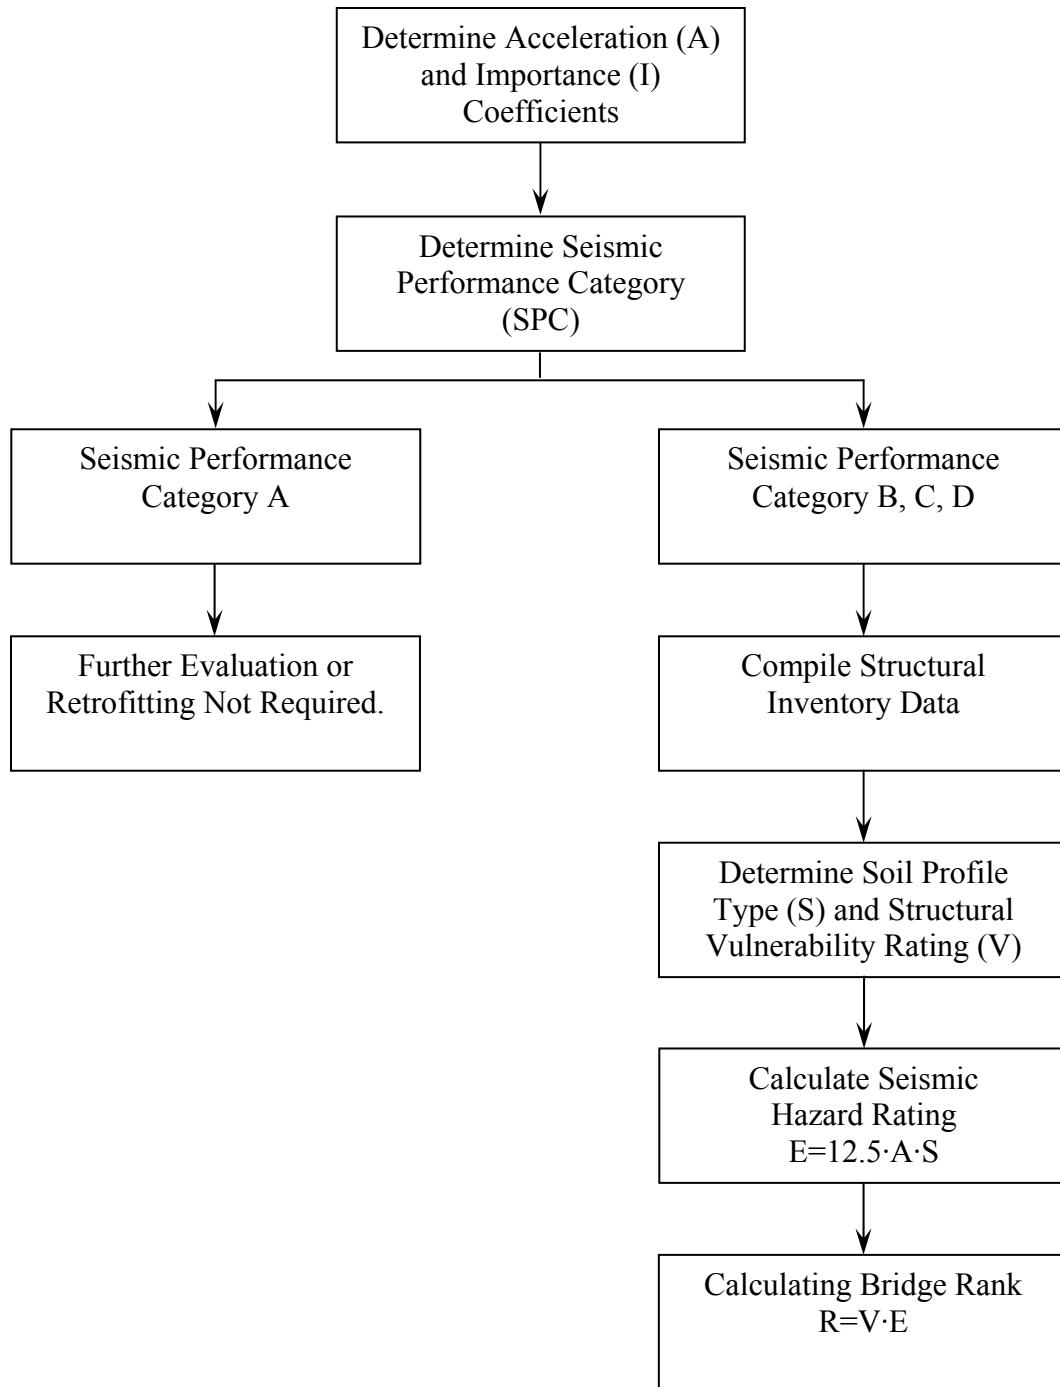 Determine Acceleration (A)
and Importance (I)
Coefficients
Determine Seismic
Performance Category
(SPC)
Seismic Performance
Category A
Seismic Performance
Category B, C, D
Further Evaluation or
Retrofitting Not Required.
Compile Structural
Inventory Data
Determine Soil Profile
Type (S) and Structural
Vulnerability Rating (V)
Calculate Seismic
Hazard Rating
E=12.5·A·S
Calculating Bridge Rank
R=V·E